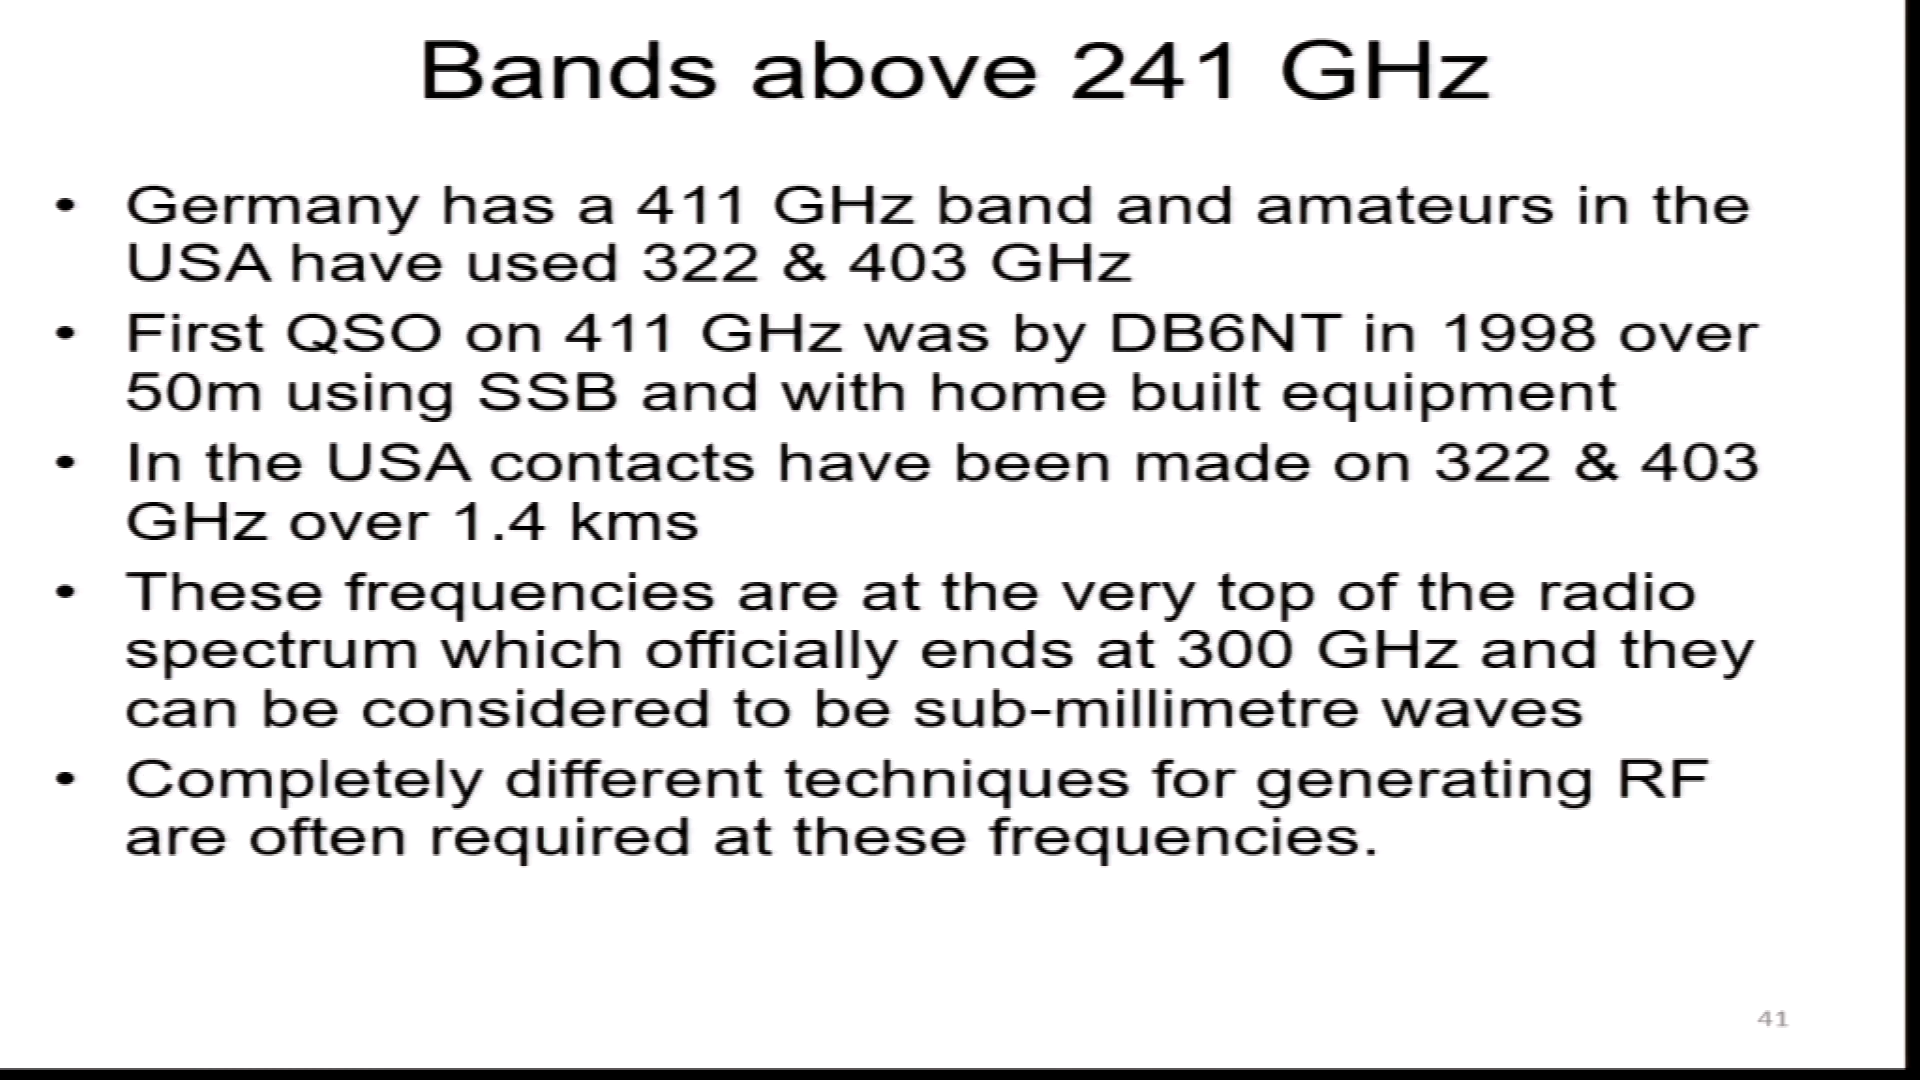 Bands above 241 GHz
• Germany has a 411 GHz band and amateurs in the
USA have used 322 & 403 GHz
• First QSO on 411 GHz was by DB6NT in 1998 over
50m using SSB and with home built equipment
• In the USA contacts have been made on 322 & 403
GHz over 1.4 kms
• These frequencies are at the very top of the radio
spectrum which officially ends at 300 GHz and they
can be considered to be sub-millimetre waves
• Completely different techniques for generating RF
are often required at these frequencies.
41